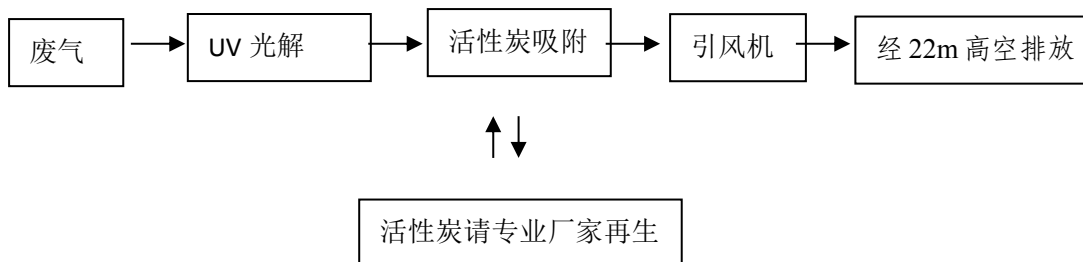 废气
UV 光解
活性炭吸附
引风机
经 22m 高空排放
活性炭请专业厂家再生